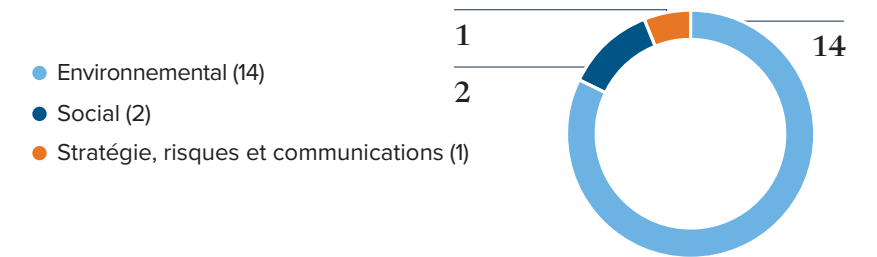 Environnemental (14)
Social (2)
Stratégie, risques et communications (1)
1
2
14